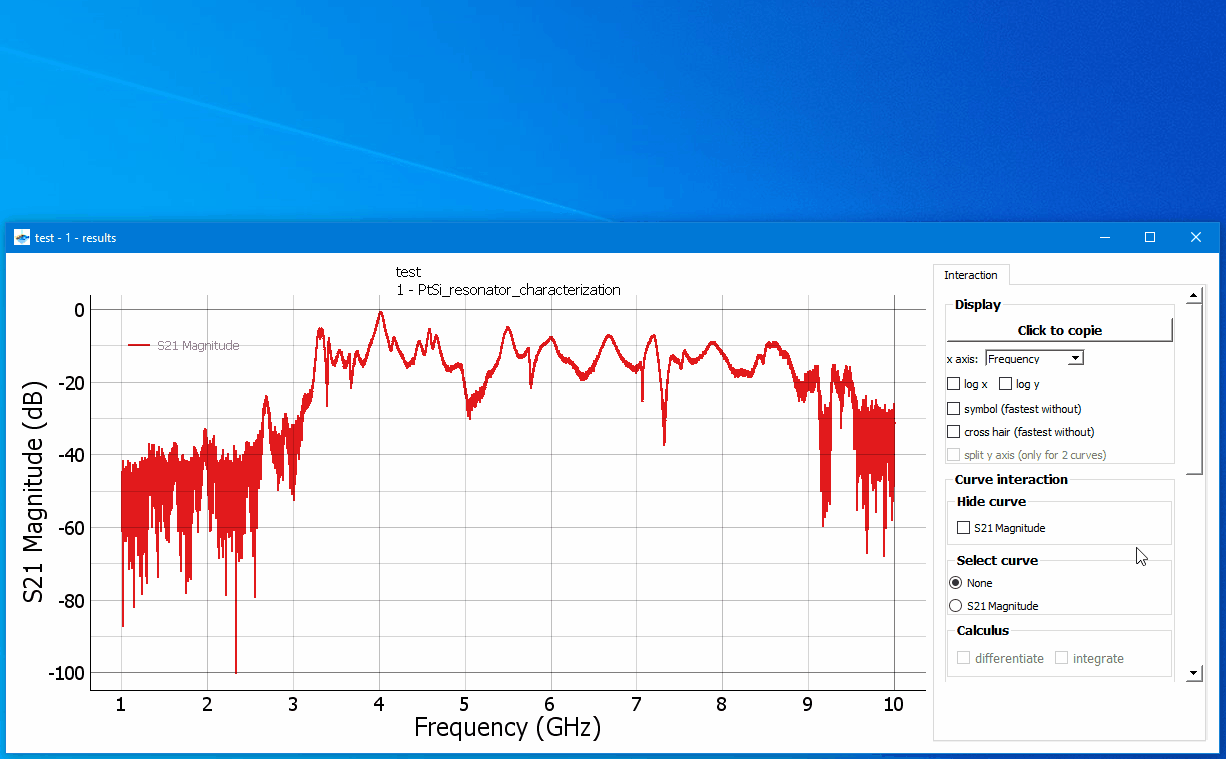 test - 1 - results
test
1 - PtSi_resonator_characterization
S21 Magnitude
S21 Magnitude (dB)
0
-20
-40
-60
-80
-100
1 2 3 4 5 6 7 8 9 10
Frequency (GHz)
Interaction
Display
Click to copie
x axis: Frequency
log x log y
symbol (fastest without)
cross hair (fastest without)
split y axis (only for 2 curves)
Curve interaction
Hide curve
S21 Magnitude
Select curve
None
S21 Magnitude
Calculus
differentiate integrate